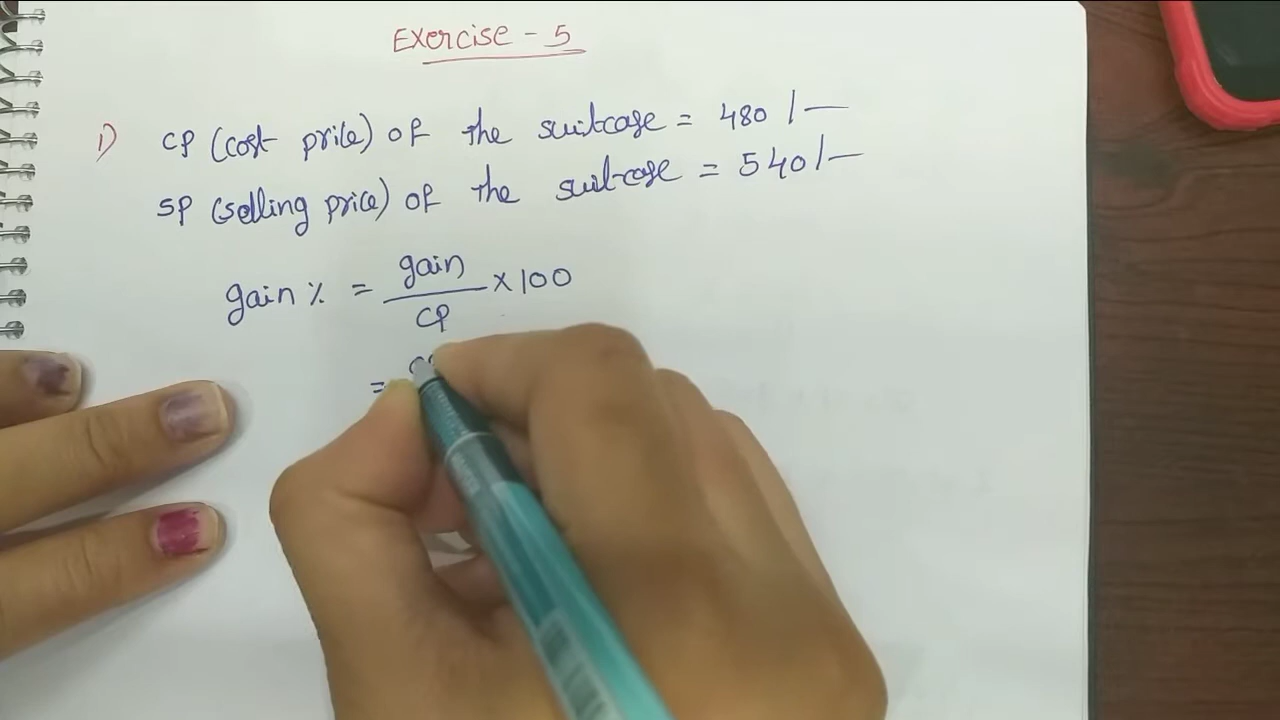 Exercise - 5
1) CP (cost price) of the suitcase = 480/-
SP (selling price) of the suitcase = 540/-
gain % = gain/CP × 100
=